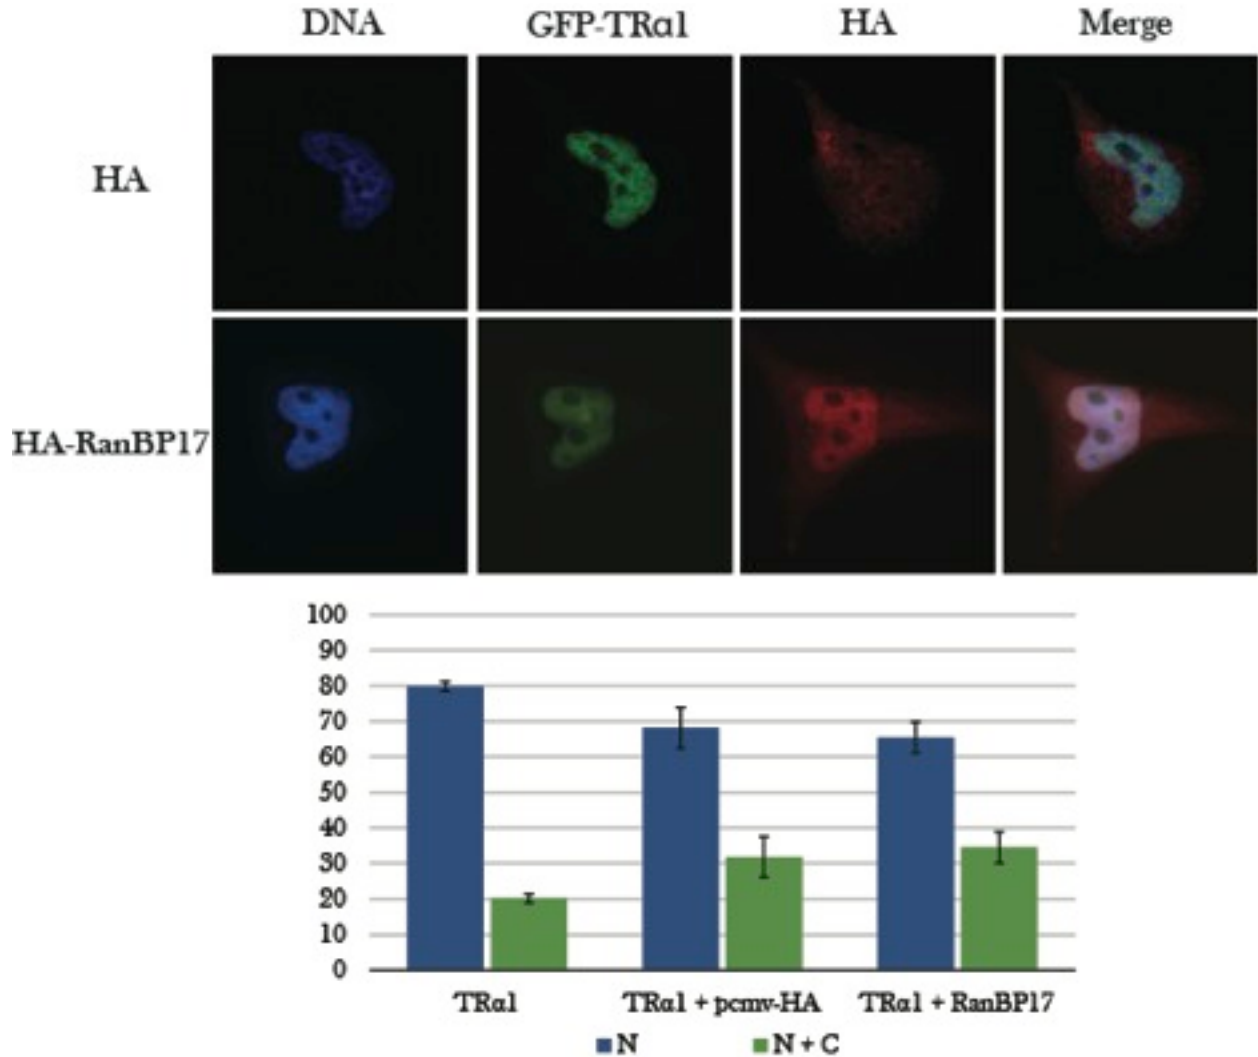 DNA GFP-TRα1 HA Merge
HA
HA-RanBP17
100
90
80
70
60
50
40
30
20
10
0
TRα1 TRα1 + pcmv-HA TRα1 + RanBP17
N N + C